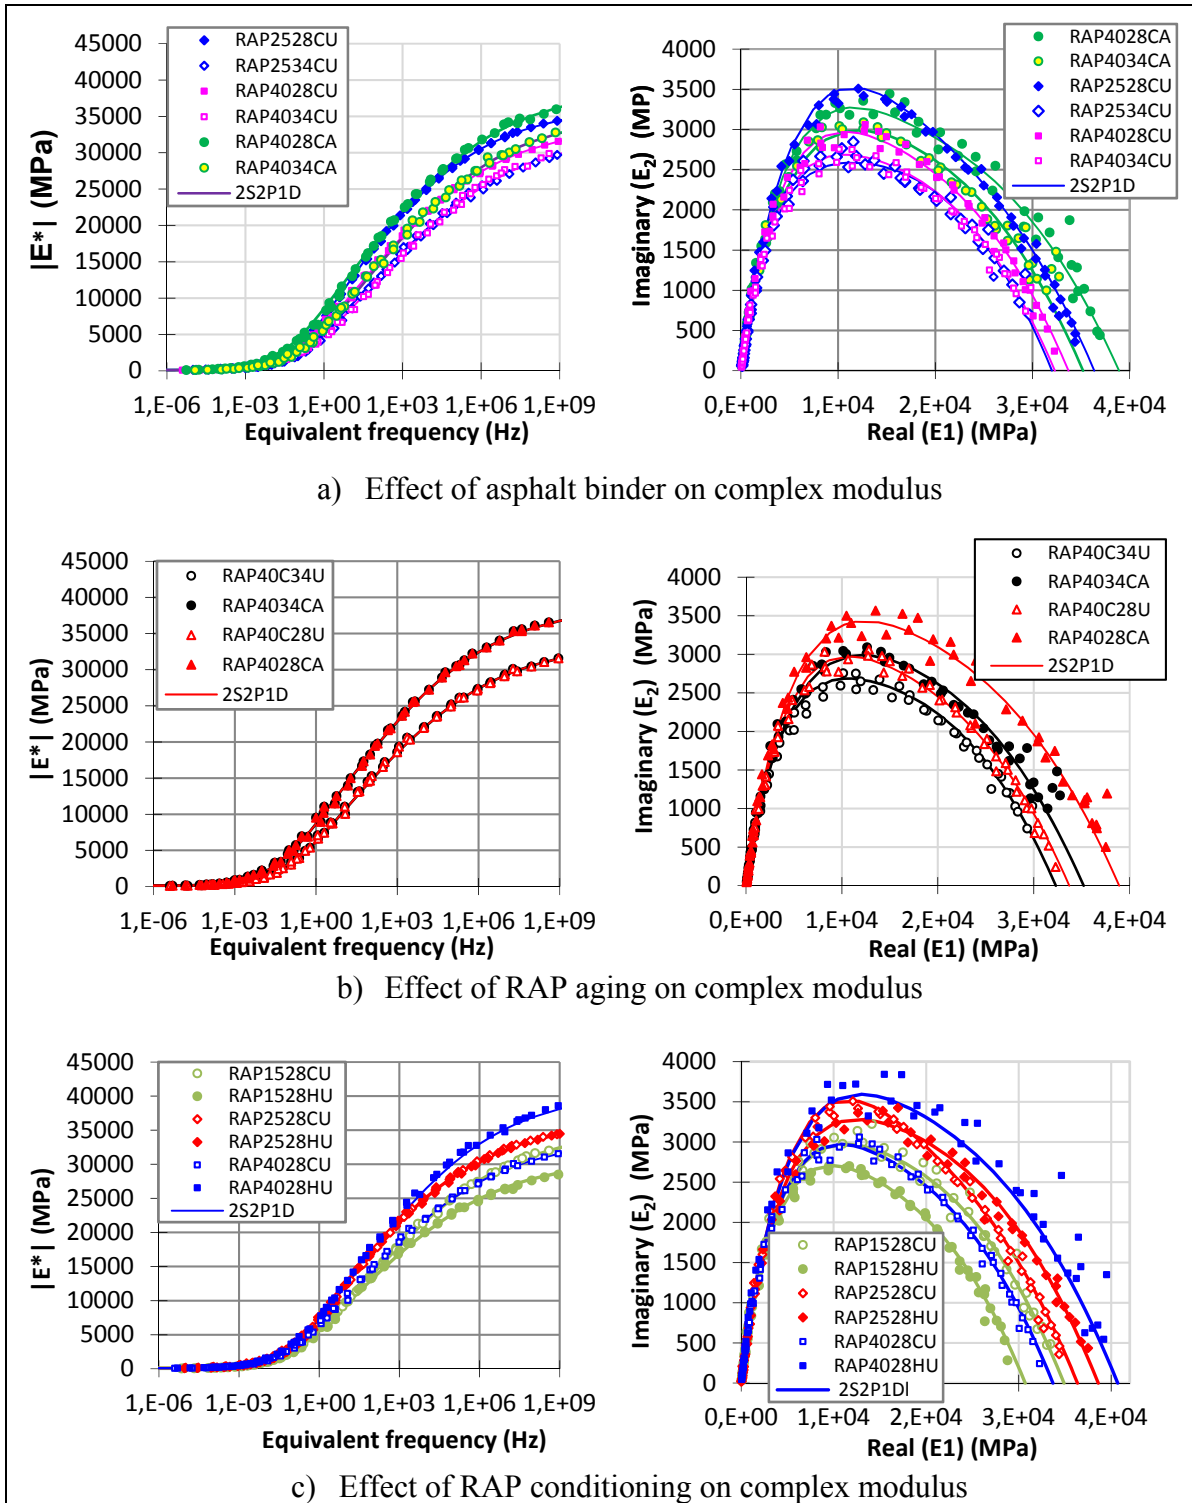 45000
40000
35000
30000
25000
20000
15000
10000
5000
0
|E*| (MPa)
RAP2528CU
RAP2534CU
RAP4028CU
RAP4034CU
RAP4028CA
RAP4034CA
2S2P1D
1,E-06 1,E-03 1,E+00 1,E+03 1,E+06 1,E+09
Equivalent frequency (Hz)
4000
3500
3000
2500
2000
1500
1000
500
0
Imaginary (E2) (MP)
RAP4028CA
RAP4034CA
RAP2528CU
RAP2534CU
RAP4028CU
RAP4034CU
2S2P1D
0,E+00 1,E+04 2,E+04 3,E+04 4,E+04
Real (E1) (MPa)
a) Effect of asphalt binder on complex modulus
45000
40000
35000
30000
25000
20000
15000
10000
5000
0
|E*| (MPa)
RAP40C34U
RAP4034CA
RAP40C28U
RAP4028CA
2S2P1D
1,E-06 1,E-03 1,E+00 1,E+03 1,E+06 1,E+09
Equivalent frequency (Hz)
4000
3500
3000
2500
2000
1500
1000
500
0
Imaginary (E2) (MPa)
RAP40C34U
RAP4034CA
RAP40C28U
RAP4028CA
2S2P1D
0,E+00 1,E+04 2,E+04 3,E+04 4,E+04
Real (E1) (MPa)
b) Effect of RAP aging on complex modulus
45000
40000
35000
30000
25000
20000
15000
10000
5000
0
|E*| (MPa)
RAP1528CU
RAP1528HU
RAP2528CU
RAP2528HU
RAP4028CU
RAP4028HU
2S2P1D
1,E-06 1,E-03 1,E+00 1,E+03 1,E+06 1,E+09
Equivalent frequency (Hz)
4000
3500
3000
2500
2000
1500
1000
500
0
Imaginary (E2) (MPa)
RAP1528CU
RAP1528HU
RAP2528CU
RAP2528HU
RAP4028CU
RAP4028HU
2S2P1Dl
0,E+00 1,E+04 2,E+04 3,E+04 4,E+04
Real (E1) (MPa)
c) Effect of RAP conditioning on complex modulus